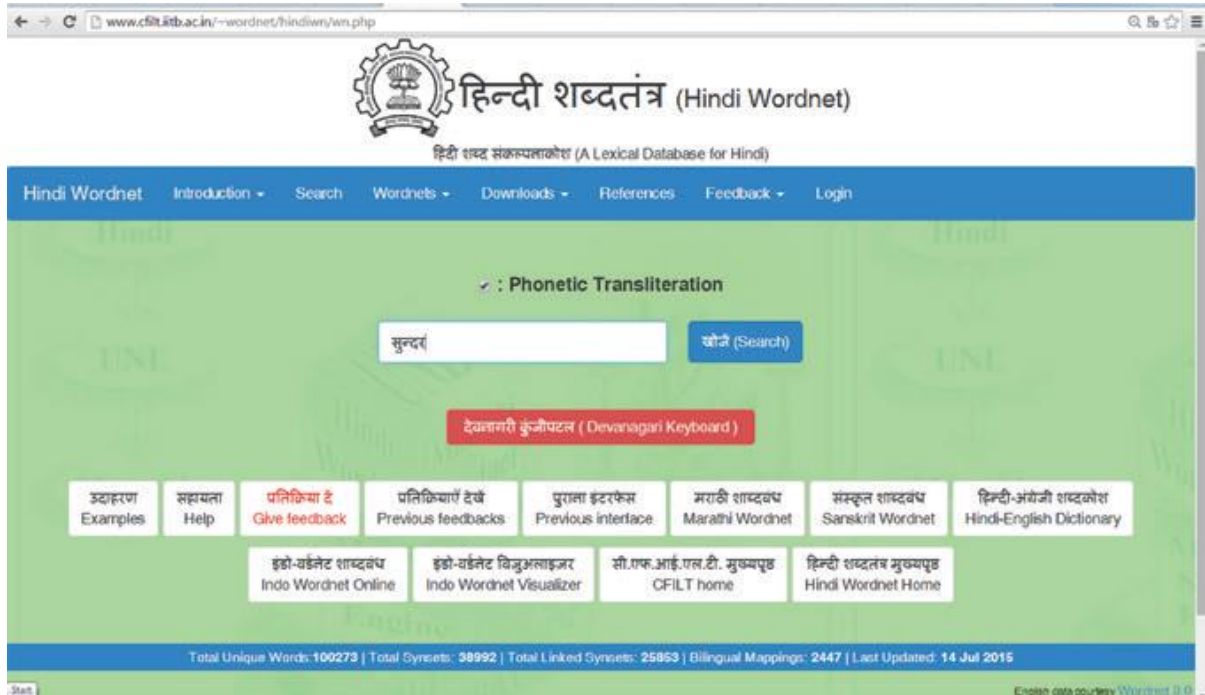 www.cfilt.iitb.ac.in/~wordnet/hindiwn/wn.php
हिन्दी शब्दतंत्र (Hindi Wordnet)
हिंदी शब्द संकल्पनाकोश (A Lexical Database for Hindi)
Hindi Wordnet Introduction Search Wordnets Downloads References Feedback Login
: Phonetic Transliteration
सुन्दर
खोजें (Search)
देवनागरी कुंजीपटल ( Devanagari Keyboard )
उदाहरण सहायता प्रतिक्रिया दें प्रतिक्रियाएँ देखें पुराना इंटरफेस मराठी शाब्दबंध संस्कृत शाब्दबंध हिन्दी-अंग्रेजी शब्दकोश
Examples Help Give feedback Previous feedbacks Previous interface Marathi Wordnet Sanskrit Wordnet Hindi-English Dictionary
इंडो-वर्डनेट शाब्दबंध इंडो-वर्डनेट विजुअलाइजर सी.एफ.आई.एल.टी. मुख्यपृष्ठ हिन्दी शब्दतंत्र मुख्यपृष्ठ
Indo Wordnet Online Indo Wordnet Visualizer CFILT home Hindi Wordnet Home
Total Unique Words:100273 | Total Synsets: 38992 | Total Linked Synsets: 25853 | Bilingual Mappings: 2447 | Last Updated: 14 Jul 2015
Start
English data courtesy Wordnet